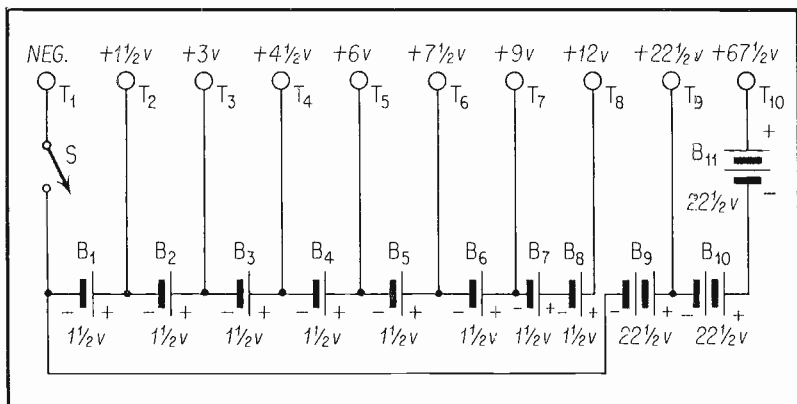 NEG. +1½v +3v +4½v +6v +7½v +9v +12v +22½v +67½v
T₁ T₂ T₃ T₄ T₅ T₆ T₇ T₈ T₉ T₁₀
S
+
B₁₁
−
22½v
B₁ B₂ B₃ B₄ B₅ B₆ B₇ B₈ B₉ B₁₀
− + − + − + − + − + − + − + − + − + − +
1½v 1½v 1½v 1½v 1½v 1½v 1½v 1½v 22½v 22½v